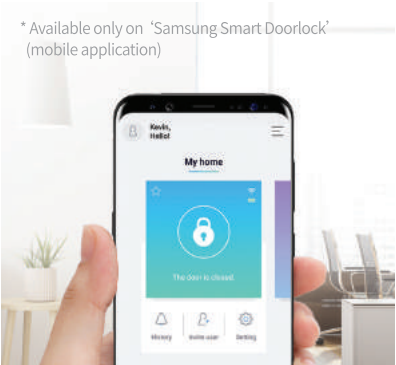 * Available only on ‘Samsung Smart Doorlock’
(mobile application)
Kevin,
Hello!
My home
The door is closed.
History
Invite user
Setting